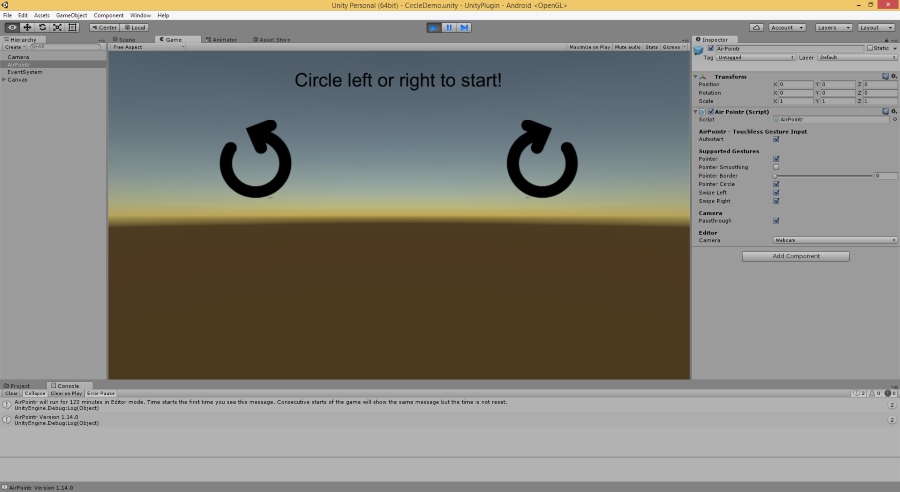 Unity Personal (64bit) - CircleDemo.unity - UnityPlugin - Android <OpenGL>
File Edit Assets GameObject Component Window Help
Center Local Account Layers Layout
Hierarchy Scene Game Animator Asset Store Inspector
Create Free Aspect Maximize on Play Mute audio Stats Gizmos
Camera
AirPointr
EventSystem
Canvas
Circle left or right to start!
AirPointr Static
Tag Untagged Layer Default
Transform
Position X 0 Y 0 Z 0
Rotation X 0 Y 0 Z 0
Scale X 1 Y 1 Z 1
Air Pointr (Script)
Script AirPointr
AirPointr - Touchless Gesture Input
Autostart
Supported Gestures
Pointer
Pointer Smoothing
Pointer Border 0
Pointer Circle
Swipe Left
Swipe Right
Camera
Passthrough
Editor
Camera Webcam
Add Component
Project Console
Clear Collapse Clear on Play Error Pause
AirPointr will run for 120 minutes in Editor mode. Time starts the first time you see this message. Consecutive starts of the game will show the same message but the time is not reset.
UnityEngine.Debug:Log(Object)
2
AirPointr Version 1.14.0
UnityEngine.Debug:Log(Object)
2
AirPointr Version 1.14.0